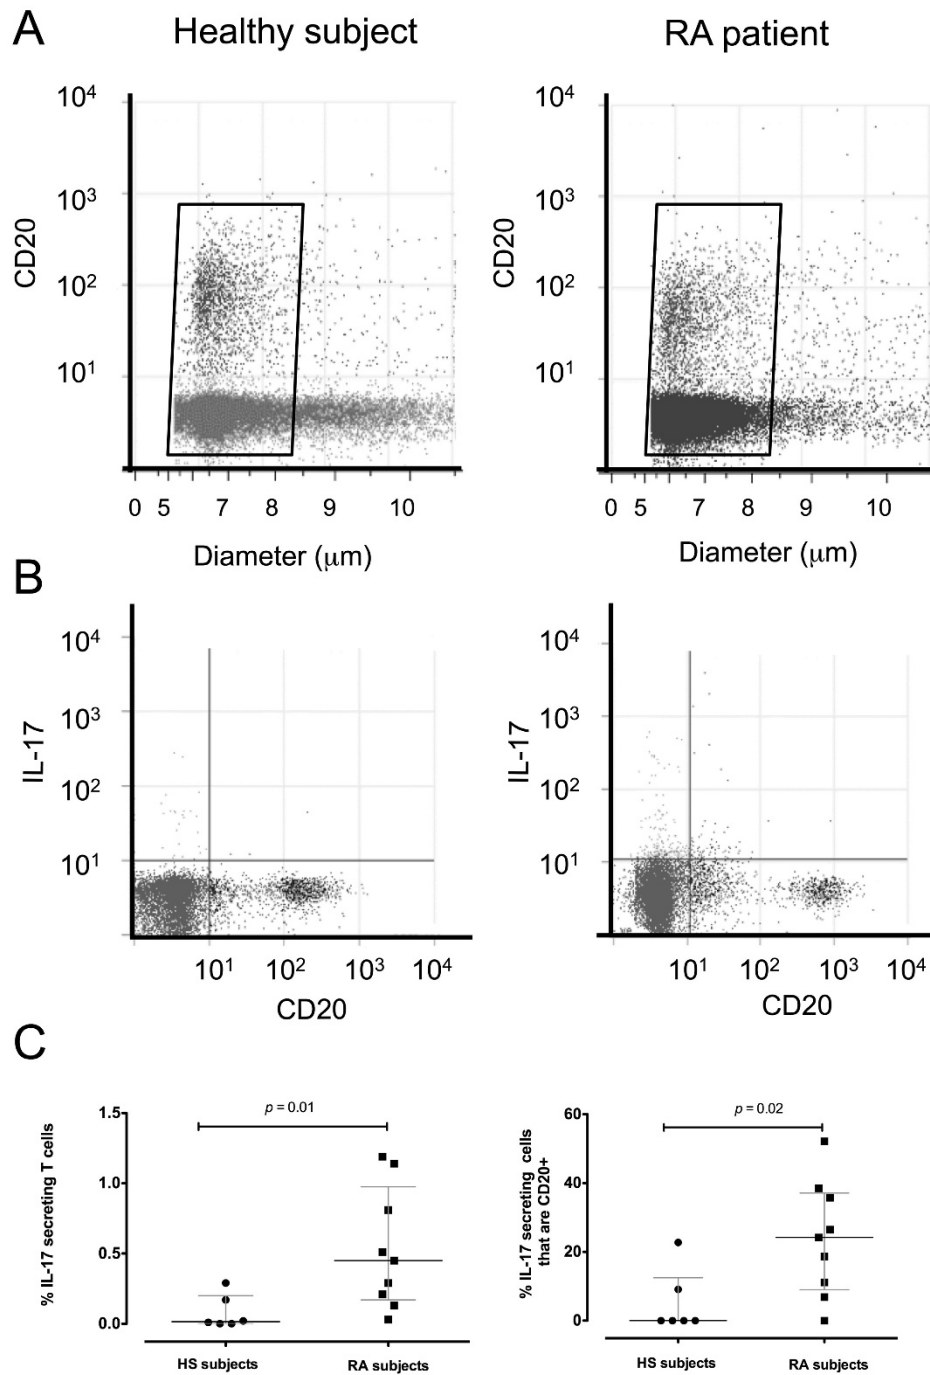 A
Healthy subject
RA patient
CD20
10⁴
10³
10²
10¹
0 5 7 8 9 10
Diameter (µm)
CD20
10⁴
10³
10²
10¹
0 5 7 8 9 10
Diameter (µm)
B
IL-17
10⁴
10³
10²
10¹
10¹ 10² 10³ 10⁴
CD20
IL-17
10⁴
10³
10²
10¹
10¹ 10² 10³ 10⁴
CD20
C
% IL-17 secreting T cells
1.5
1.0
0.5
0.0
p = 0.01
HS subjects RA subjects
% IL-17 secreting cells
that are CD20+
60
40
20
0
p = 0.02
HS subjects RA subjects